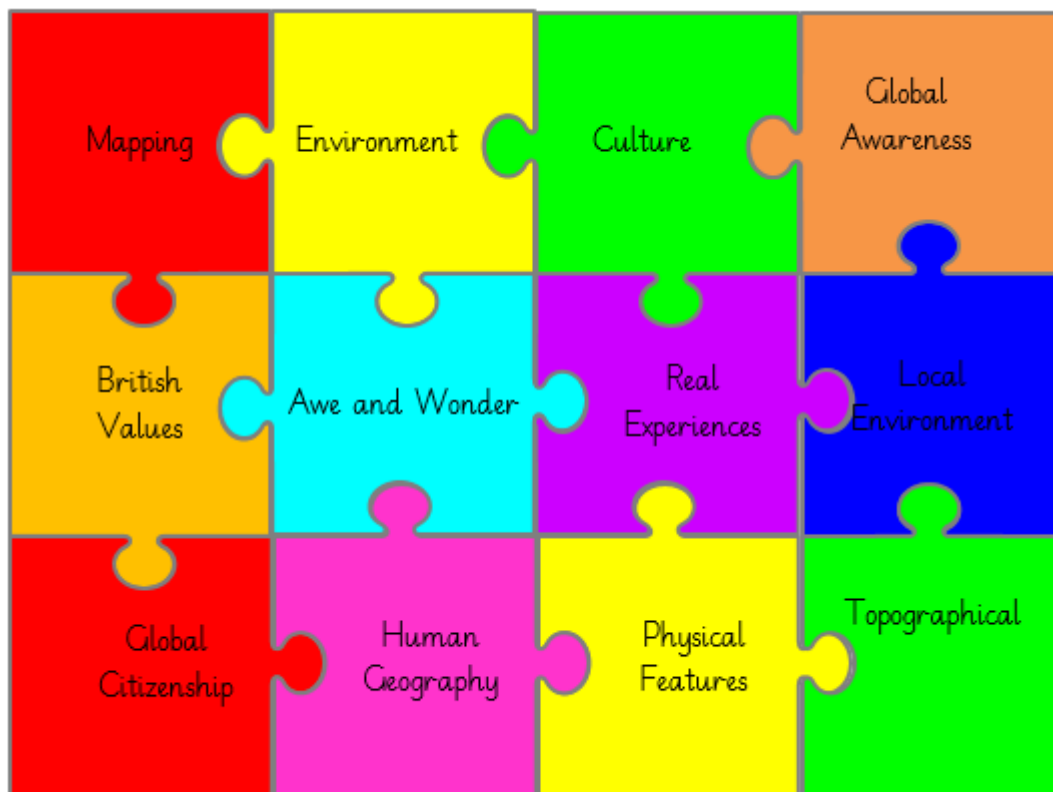 Mapping
Environment
Culture
Global
Awareness
British
Values
Awe and Wonder
Real
Experiences
Local
Environment
Global
Citizenship
Human
Geography
Physical
Features
Topographical